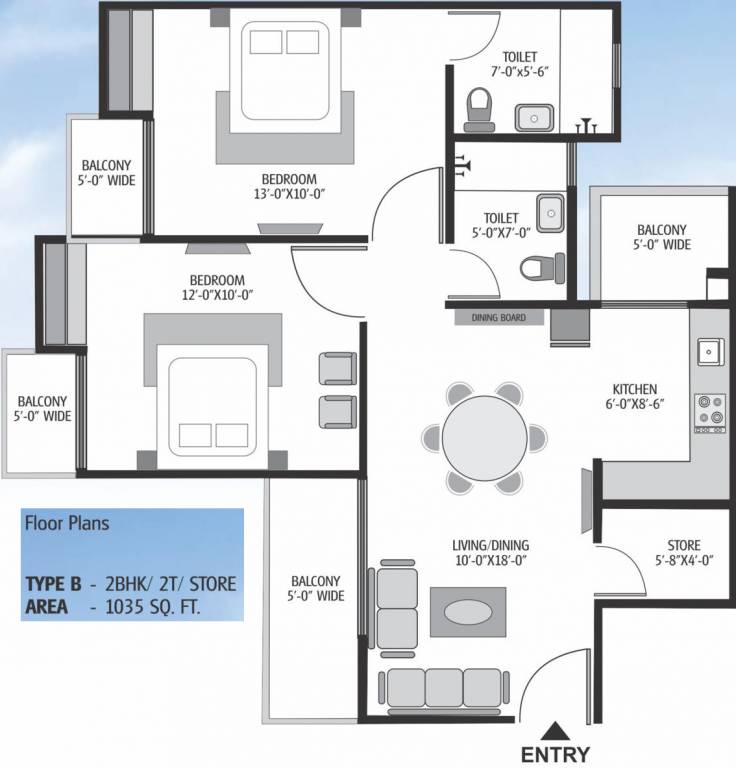 TOILET
7'-0"x5'-6"
BALCONY
5'-0" WIDE
BEDROOM
13'-0"X10'-0"
TOILET
5'-0"X7'-0"
BALCONY
5'-0" WIDE
BEDROOM
12'-0"X10'-0"
DINING BOARD
BALCONY
5'-0" WIDE
KITCHEN
6'-0"X8'-6"
Floor Plans
TYPE B - 2BHK/ 2T/ STORE
AREA - 1035 SQ. FT.
BALCONY
5'-0" WIDE
LIVING/DINING
10'-0"X18'-0"
STORE
5'-8"X4'-0"
ENTRY